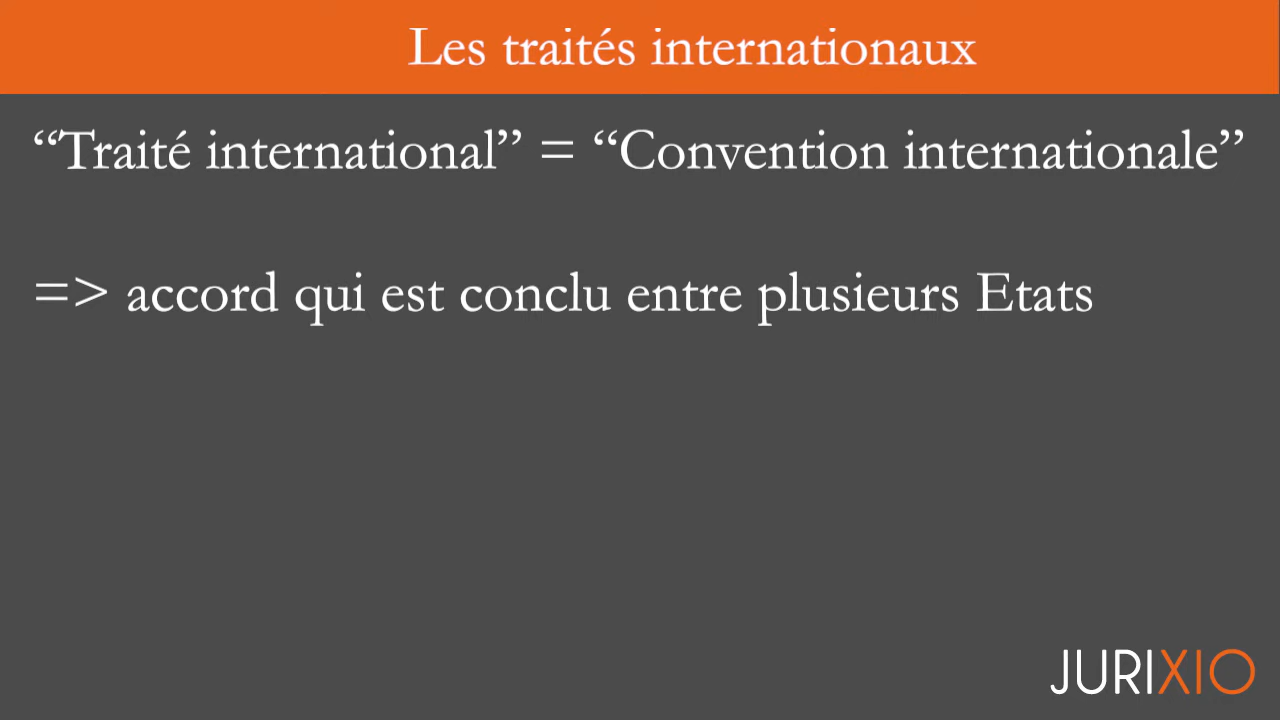 Les traités internationaux
“Traité international” = “Convention internationale”
=> accord qui est conclu entre plusieurs Etats
JURIXIO